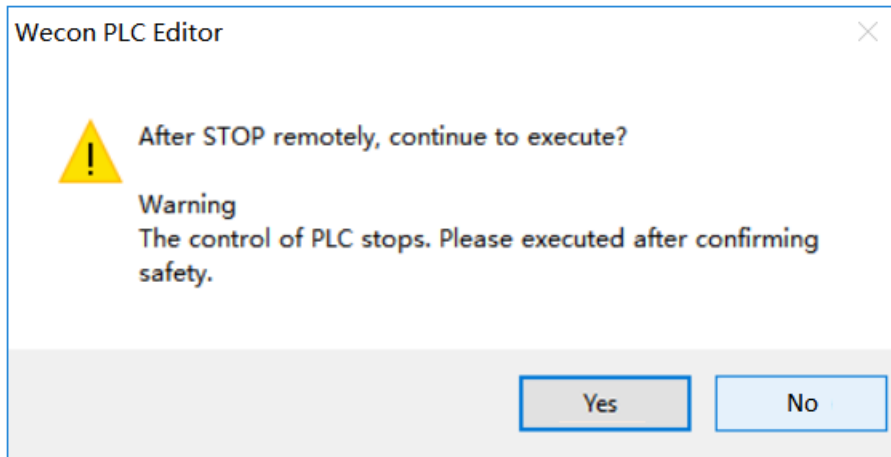 Wecon PLC Editor
After STOP remotely, continue to execute?
Warning
The control of PLC stops. Please executed after confirming
safety.
Yes
No